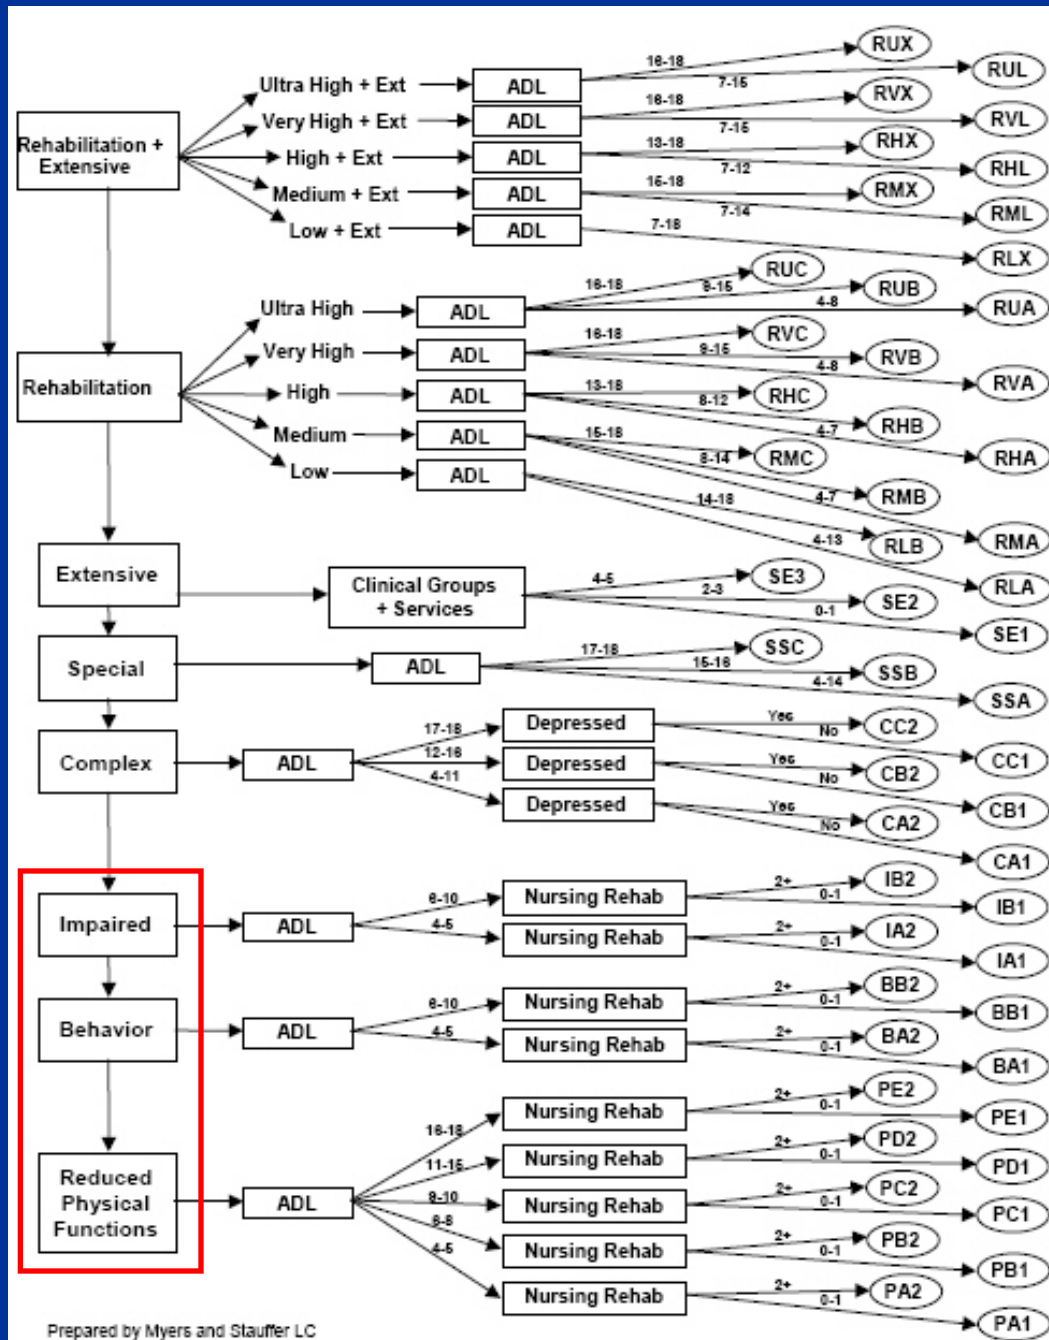 RUX
16-18
Ultra High + Ext
ADL
7-15
RUL
16-18
RVX
Very High + Ext
ADL
7-15
RVL
Rehabilitation +
Extensive
13-18
RHX
High + Ext
ADL
7-12
RHL
15-18
RMX
Medium + Ext
ADL
7-14
RML
Low + Ext
ADL
7-18
RLX
16-18
RUC
9-15
RUB
Ultra High
ADL
4-8
RUA
16-18
RVC
Very High
ADL
9-15
RVB
4-8
RVA
Rehabilitation
High
ADL
13-18
RHC
8-12
RHB
4-7
RHA
Medium
ADL
15-18
RMC
8-14
RMB
4-7
RMA
Low
ADL
14-18
RLB
4-13
RLA
Extensive
Clinical Groups
+ Services
4-5
SE3
2-3
SE2
0-1
SE1
Special
ADL
17-18
SSC
15-16
SSB
4-14
SSA
Complex
ADL
17-18
Depressed
Yes
CC2
No
CC1
12-16
Depressed
Yes
CB2
No
CB1
4-11
Depressed
Yes
CA2
No
CA1
Impaired
ADL
6-10
Nursing Rehab
2+
IB2
0-1
IB1
4-5
Nursing Rehab
2+
IA2
0-1
IA1
Behavior
ADL
6-10
Nursing Rehab
2+
BB2
0-1
BB1
4-5
Nursing Rehab
2+
BA2
0-1
BA1
Reduced
Physical
Functions
ADL
16-18
Nursing Rehab
2+
PE2
0-1
PE1
11-15
Nursing Rehab
2+
PD2
0-1
PD1
9-10
Nursing Rehab
2+
PC2
0-1
PC1
6-8
Nursing Rehab
2+
PB2
0-1
PB1
4-5
Nursing Rehab
2+
PA2
0-1
PA1
Prepared by Myers and Stauffer LC